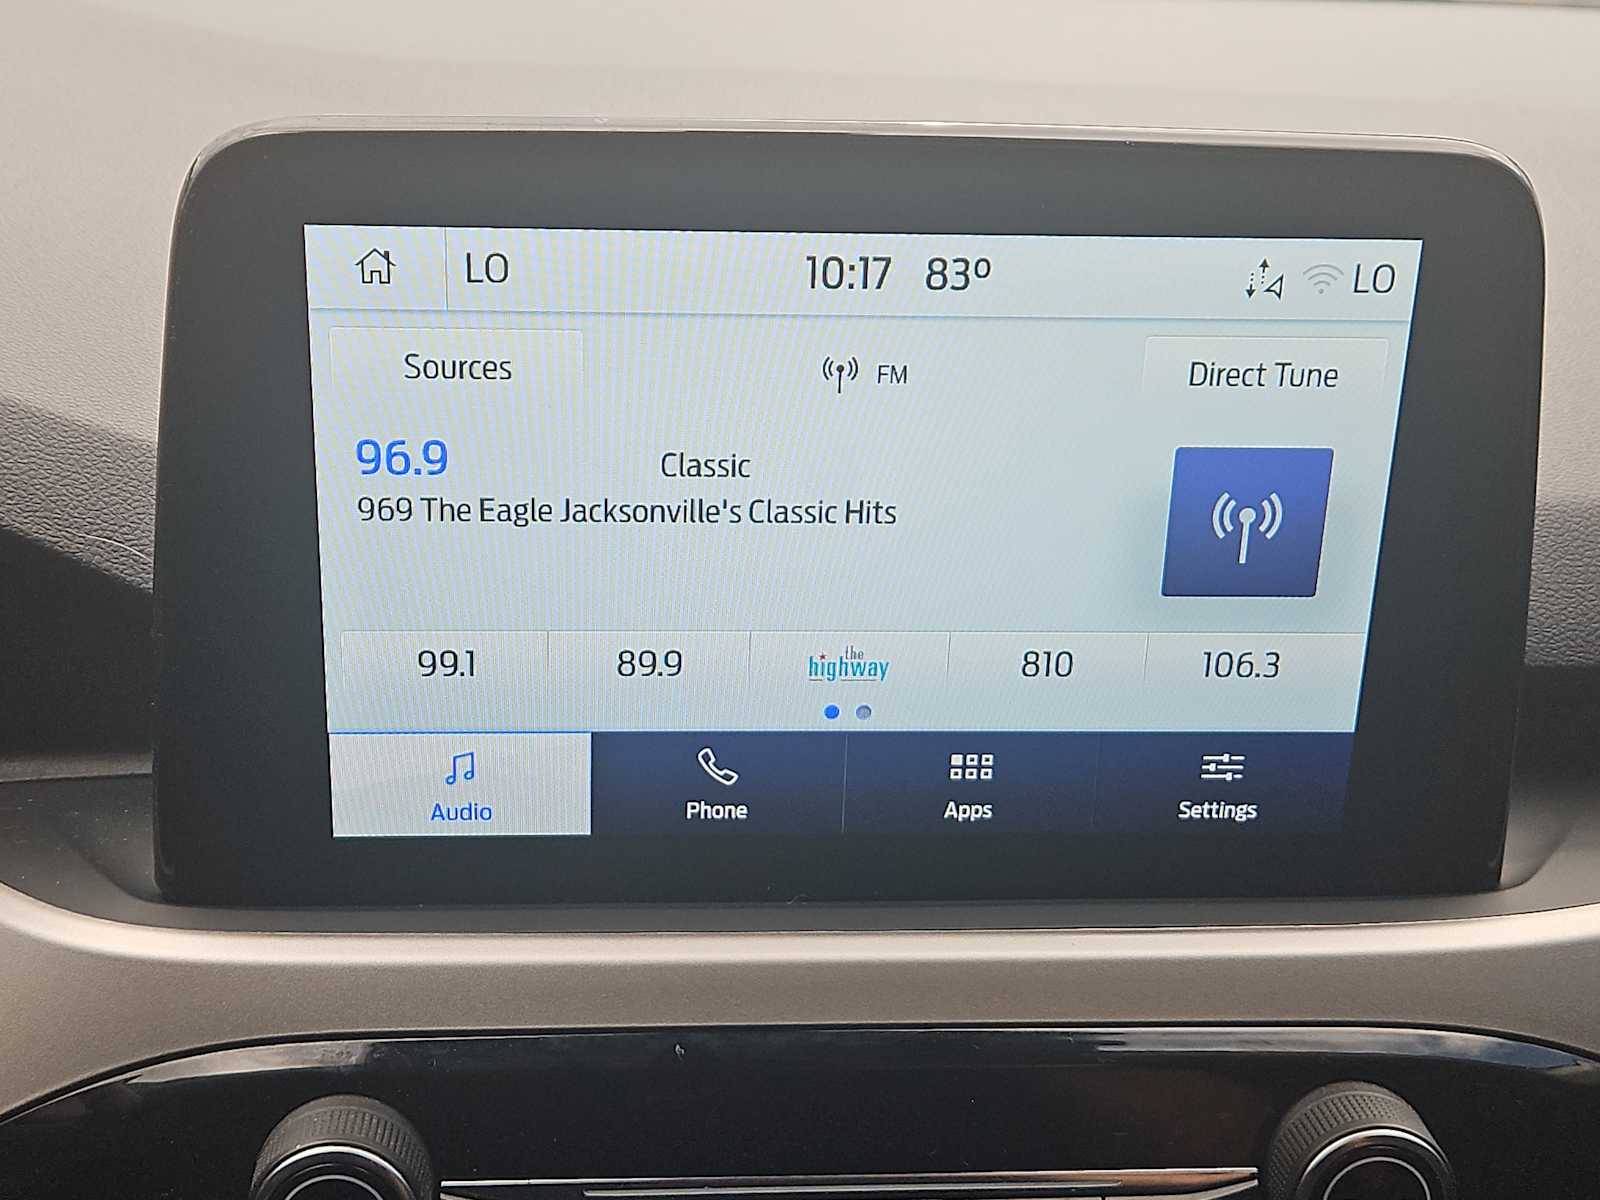 LO 10:17 83° LO
Sources FM Direct Tune
96.9 Classic
969 The Eagle Jacksonville's Classic Hits
99.1 89.9 the highway 810 106.3
Audio Phone Apps Settings